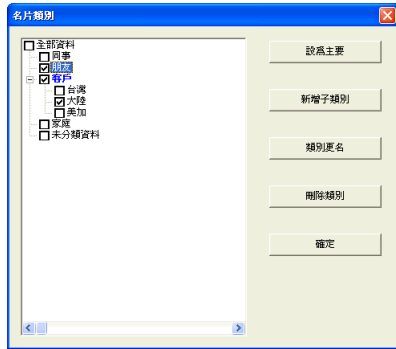 名片類別
全部資料
同事
朋友
客戶
台灣
大陸
美加
家庭
未分類資料
設為主要
新增子類別
類別更名
刪除類別
確定